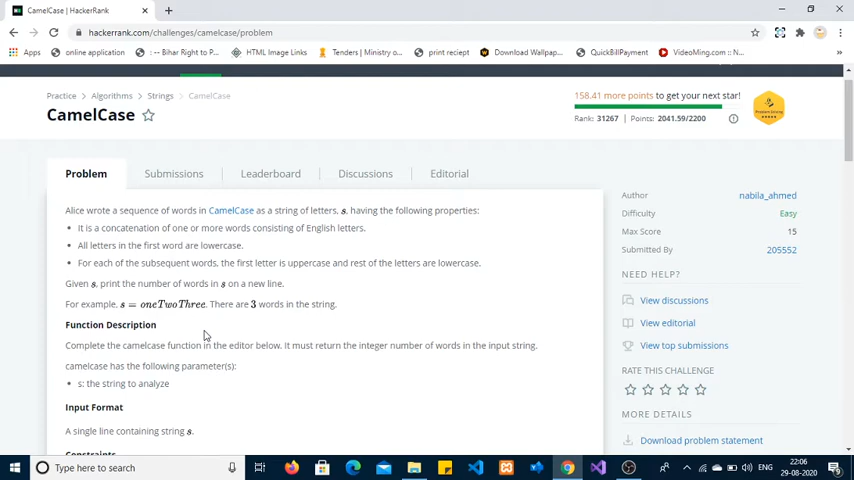 CamelCase | HackerRank
hackerrank.com/challenges/camelcase/problem
Apps online application : -- Bihar Right to P... HTML Image Links Tenders | Ministry o... print reciept Download Wallpap... QuickBillPayment VideoMing.com :: N...
158.41 more points to get your next star!
Practice Algorithms Strings CamelCase
CamelCase
Rank: 31267 | Points: 2041.59/2200
Problem Solving
Problem Submissions Leaderboard Discussions Editorial
Alice wrote a sequence of words in CamelCase as a string of letters, s, having the following properties:
• It is a concatenation of one or more words consisting of English letters.
• All letters in the first word are lowercase.
• For each of the subsequent words, the first letter is uppercase and rest of the letters are lowercase.
Given s, print the number of words in s on a new line.
For example, s = oneTwoThree. There are 3 words in the string.
Function Description
Complete the camelcase function in the editor below. It must return the integer number of words in the input string.
camelcase has the following parameter(s):
• s: the string to analyze
Input Format
A single line containing string s.
Constraints
Author nabila_ahmed
Difficulty Easy
Max Score 15
Submitted By 205552
NEED HELP?
View discussions
View editorial
View top submissions
RATE THIS CHALLENGE
MORE DETAILS
Download problem statement
Type here to search
ENG
22:06
29-08-2020